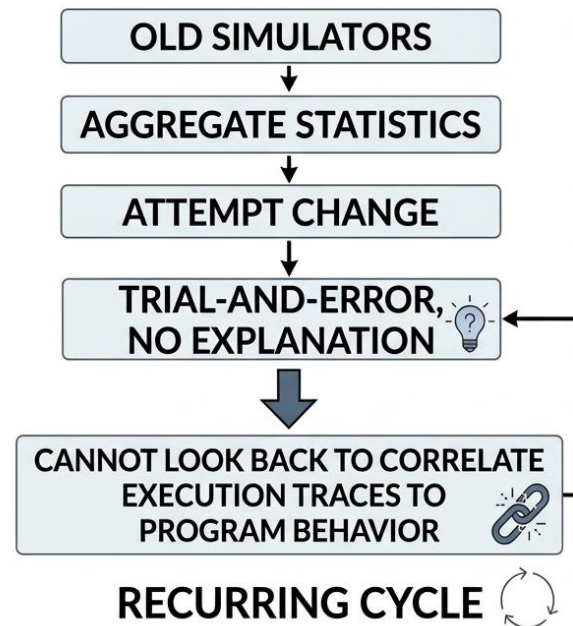 OLD SIMULATORS
AGGREGATE STATISTICS
ATTEMPT CHANGE
TRIAL-AND-ERROR,
NO EXPLANATION
?
CANNOT LOOK BACK TO CORRELATE
EXECUTION TRACES TO
PROGRAM BEHAVIOR
RECURRING CYCLE